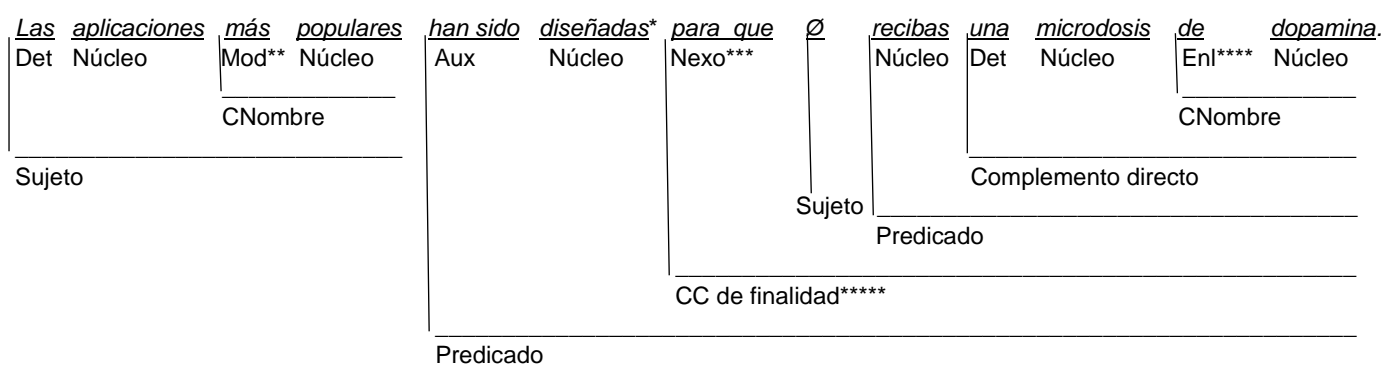 Las aplicaciones más populares han sido diseñadas* para que Ø recibas una microdosis de dopamina.
Det Núcleo Mod** Núcleo Aux Núcleo Nexo*** Núcleo Det Núcleo Enl**** Núcleo
CNombre CNombre
Sujeto Complemento directo
Sujeto
Predicado
CC de finalidad*****
Predicado